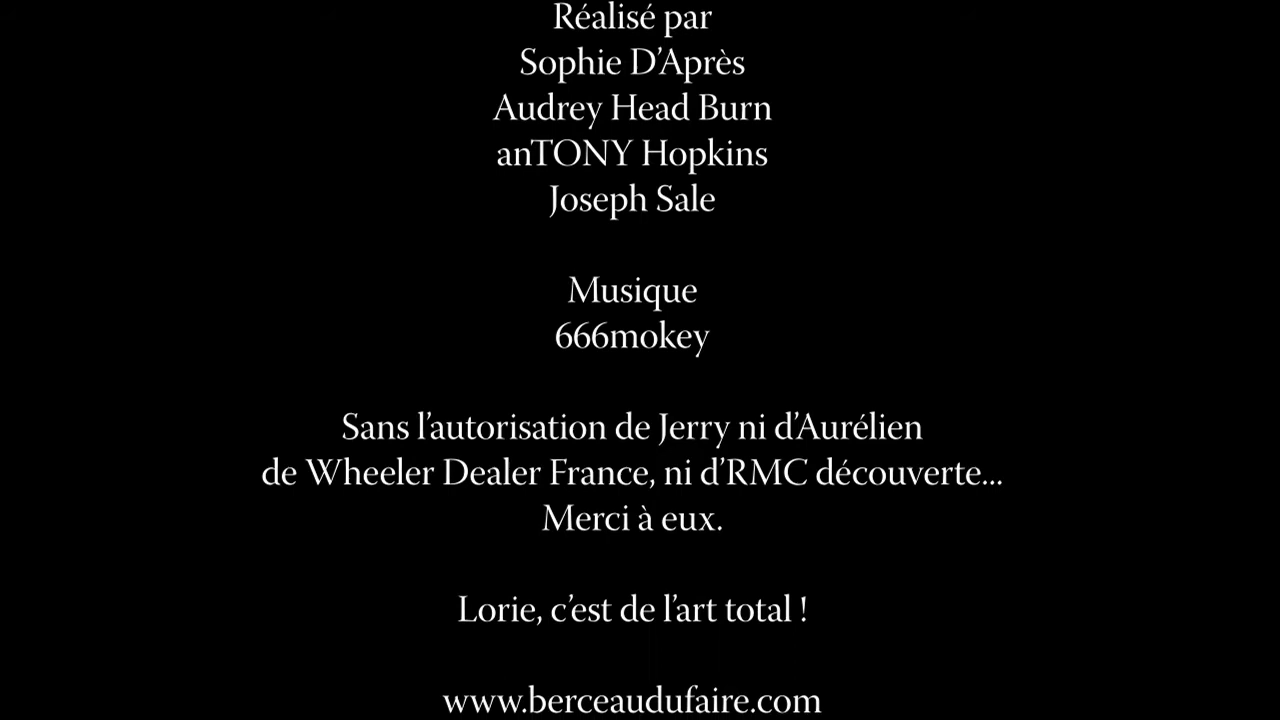 Réalisé par
Sophie D’Après
Audrey Head Burn
anTONY Hopkins
Joseph Sale
Musique
666mokey
Sans l’autorisation de Jerry ni d’Aurélien
de Wheeler Dealer France, ni d’RMC découverte...
Merci à eux.
Lorie, c’est de l’art total !
www.berceaudufaire.com